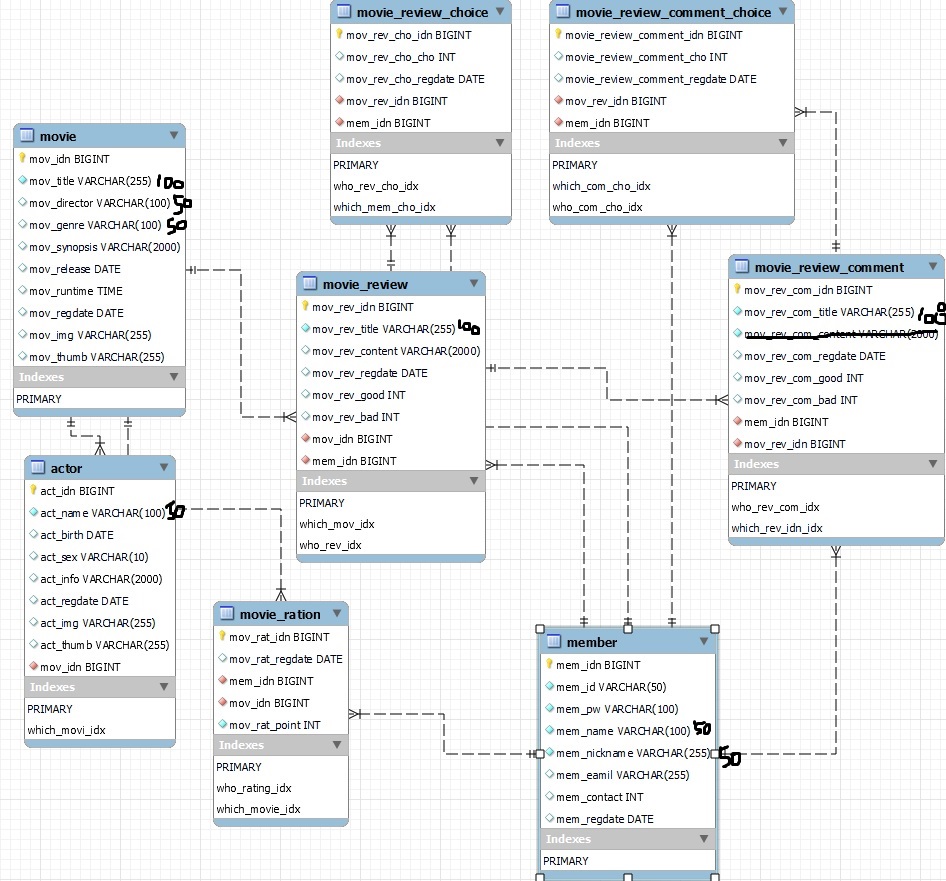 movie_review_choice
mov_rev_cho_idn BIGINT
mov_rev_cho_cho INT
mov_rev_cho_regdate DATE
mov_rev_idn BIGINT
mem_idn BIGINT
Indexes
PRIMARY
who_rev_cho_idx
which_mem_cho_idx
movie_review_comment_choice
movie_review_comment_idn BIGINT
movie_review_comment_cho INT
movie_review_comment_regdate DATE
mov_rev_idn BIGINT
mem_idn BIGINT
Indexes
PRIMARY
which_com_cho_idx
who_com_cho_idx
movie
mov_idn BIGINT
mov_title VARCHAR(255) 100
mov_director VARCHAR(100) 50
mov_genre VARCHAR(100) 50
mov_synopsis VARCHAR(2000)
mov_release DATE
mov_runtime TIME
mov_regdate DATE
mov_img VARCHAR(255)
mov_thumb VARCHAR(255)
Indexes
PRIMARY
movie_review
mov_rev_idn BIGINT
mov_rev_title VARCHAR(255) 100
mov_rev_content VARCHAR(2000)
mov_rev_regdate DATE
mov_rev_good INT
mov_rev_bad INT
mov_idn BIGINT
mem_idn BIGINT
Indexes
PRIMARY
which_mov_idx
who_rev_idx
movie_review_comment
mov_rev_com_idn BIGINT
mov_rev_com_title VARCHAR(255) 100
mov_rev_com_content VARCHAR(2000)
mov_rev_com_regdate DATE
mov_rev_com_good INT
mov_rev_com_bad INT
mem_idn BIGINT
mov_rev_idn BIGINT
Indexes
PRIMARY
who_rev_com_idx
which_rev_idn_idx
actor
act_idn BIGINT
act_name VARCHAR(100) 50
act_birth DATE
act_sex VARCHAR(10)
act_info VARCHAR(2000)
act_regdate DATE
act_img VARCHAR(255)
act_thumb VARCHAR(255)
mov_idn BIGINT
Indexes
PRIMARY
which_movi_idx
movie_ration
mov_rat_idn BIGINT
mov_rat_regdate DATE
mem_idn BIGINT
mov_idn BIGINT
mov_rat_point INT
Indexes
PRIMARY
who_rating_idx
which_movie_idx
member
mem_idn BIGINT
mem_id VARCHAR(50)
mem_pw VARCHAR(100)
mem_name VARCHAR(100) 50
mem_nickname VARCHAR(255) 50
mem_eamil VARCHAR(255)
mem_contact INT
mem_regdate DATE
Indexes
PRIMARY